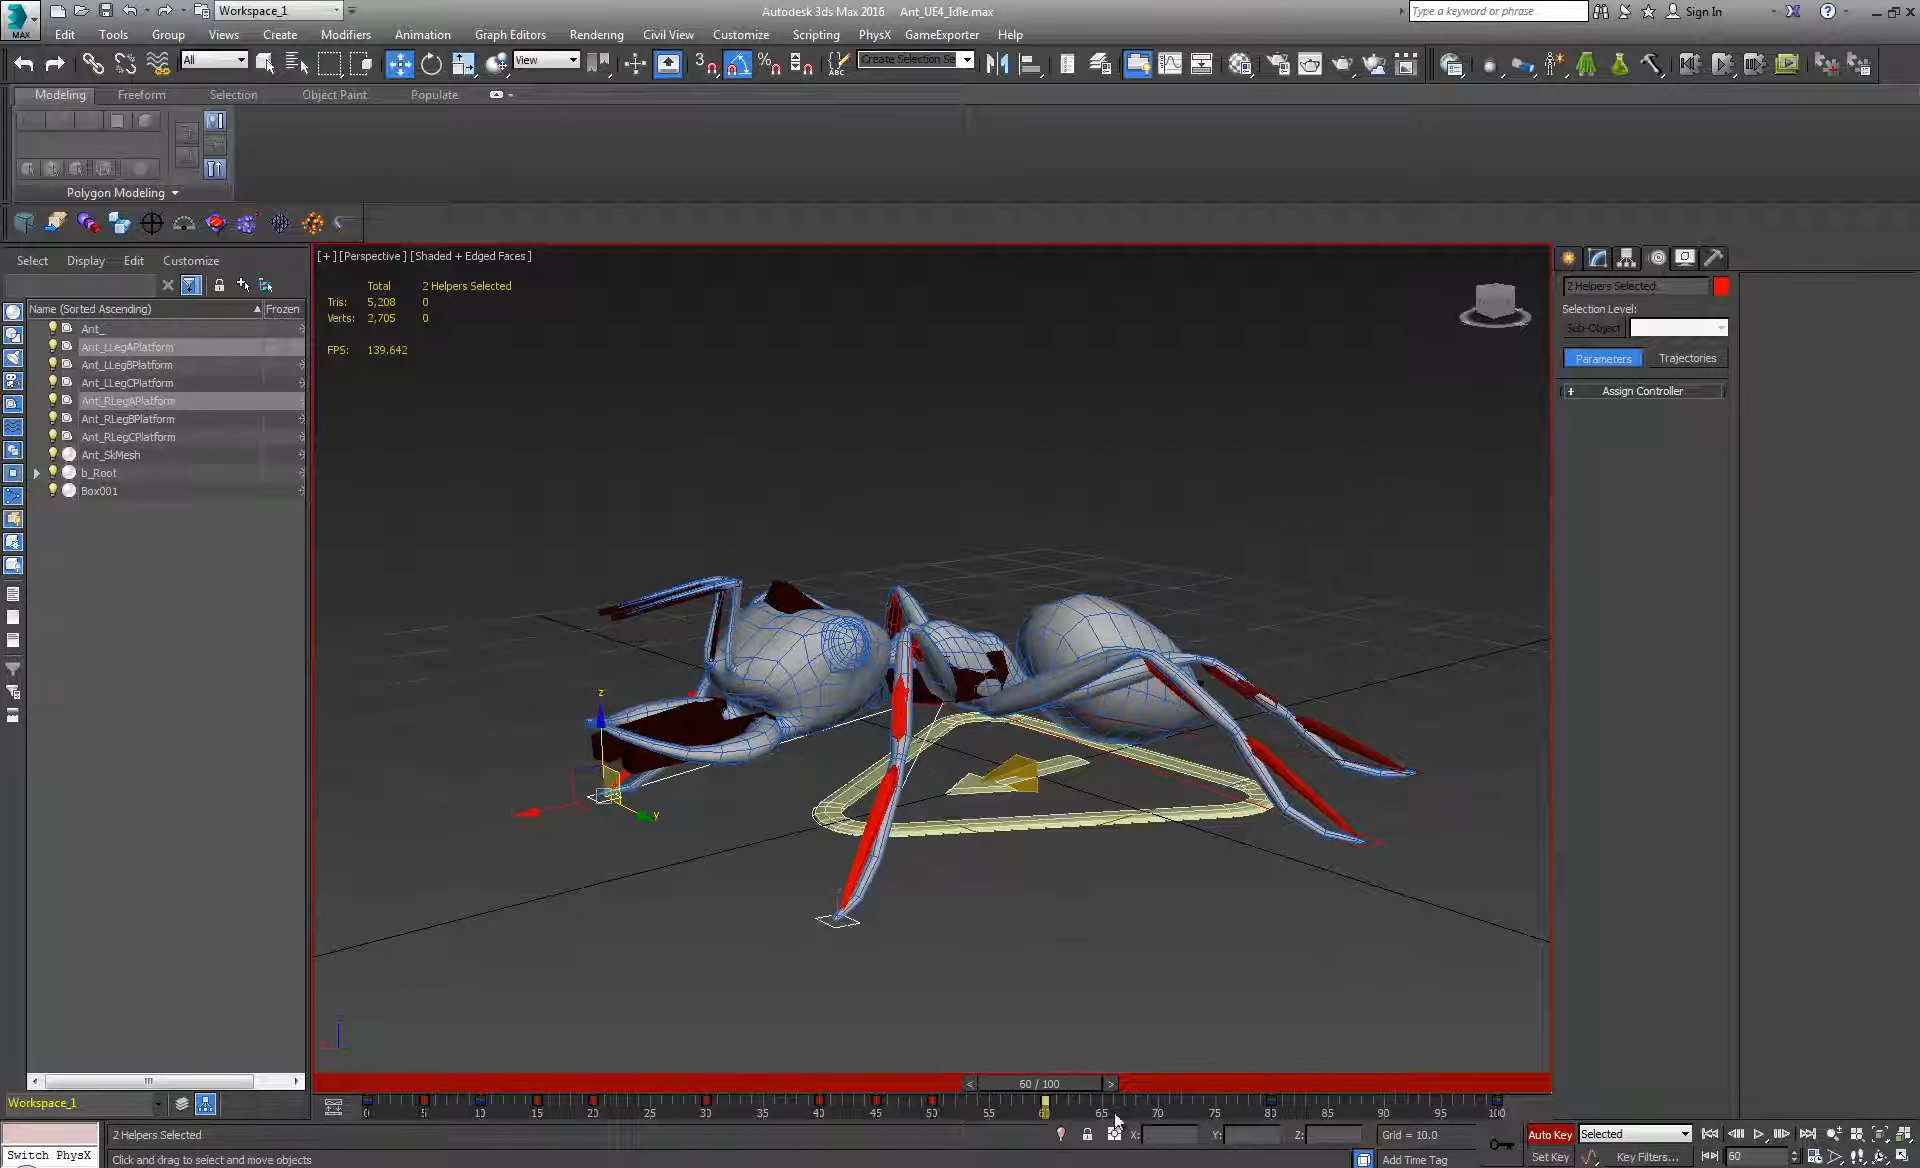 Workspace_1
Autodesk 3ds Max 2016 Ant_UE4_Idle.max
Type a keyword or phrase
Sign In
MAX
Edit Tools Group Views Create Modifiers Animation Graph Editors Rendering Civil View Customize Scripting PhysX GameExporter Help
All
View
Create Selection Se
Modeling Freeform Selection Object Paint Populate
Polygon Modeling
Select Display Edit Customize
[+] [Perspective ] [Shaded + Edged Faces ]
Total 2 Helpers Selected
Tris: 5,208 0
Verts: 2,705 0
FPS: 139.642
Name (Sorted Ascending) Frozen
Ant_
Ant_LLegAPlatform
Ant_LLegBPlatform
Ant_LLegCPlatform
Ant_RLegAPlatform
Ant_RLegBPlatform
Ant_RLegCPlatform
Ant_SkMesh
b_Root
Box001
2 Helpers Selected
Selection Level:
Sub-Object
Parameters Trajectories
+ Assign Controller
z
y
< 60 / 100 >
0 5 10 15 20 25 30 35 40 45 50 55 60 65 70 75 80 85 90 95 100
Workspace_1
2 Helpers Selected
X: Y: Z: Grid = 10.0
Auto Key Selected
Switch PhysX
Click and drag to select and move objects
Add Time Tag
Set Key Key Filters... 60